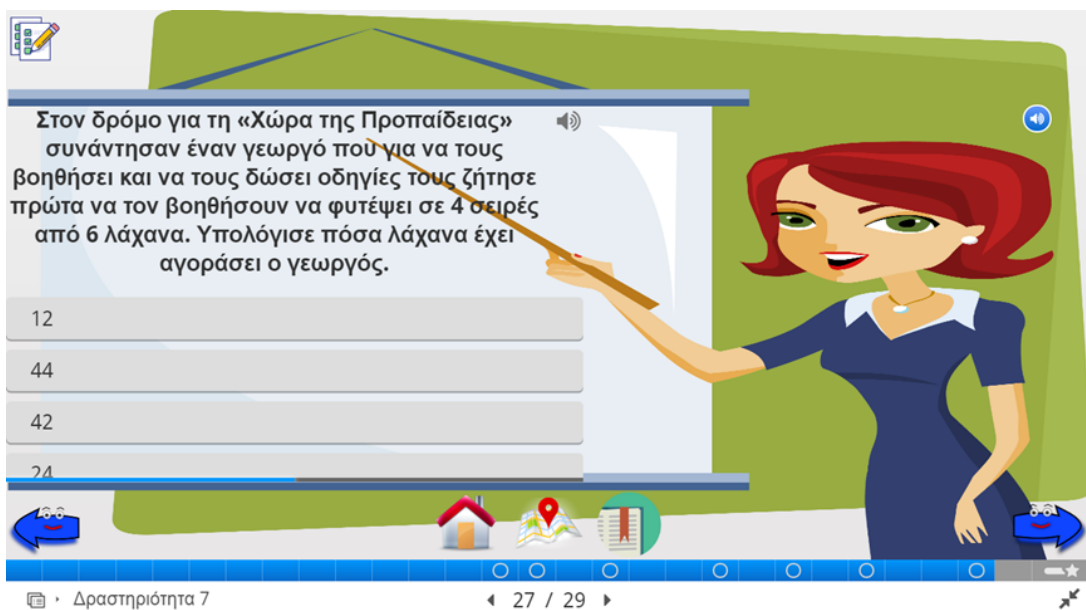 Στον δρόμο για τη «Χώρα της Προπαίδειας»
συνάντησαν έναν γεωργό που για να τους
βοηθήσει και να τους δώσει οδηγίες τους ζήτησε
πρώτα να τον βοηθήσουν να φυτέψει σε 4 σειρές
από 6 λάχανα. Υπολόγισε πόσα λάχανα έχει
αγοράσει ο γεωργός.
12
44
42
24
Δραστηριότητα 7
27 / 29